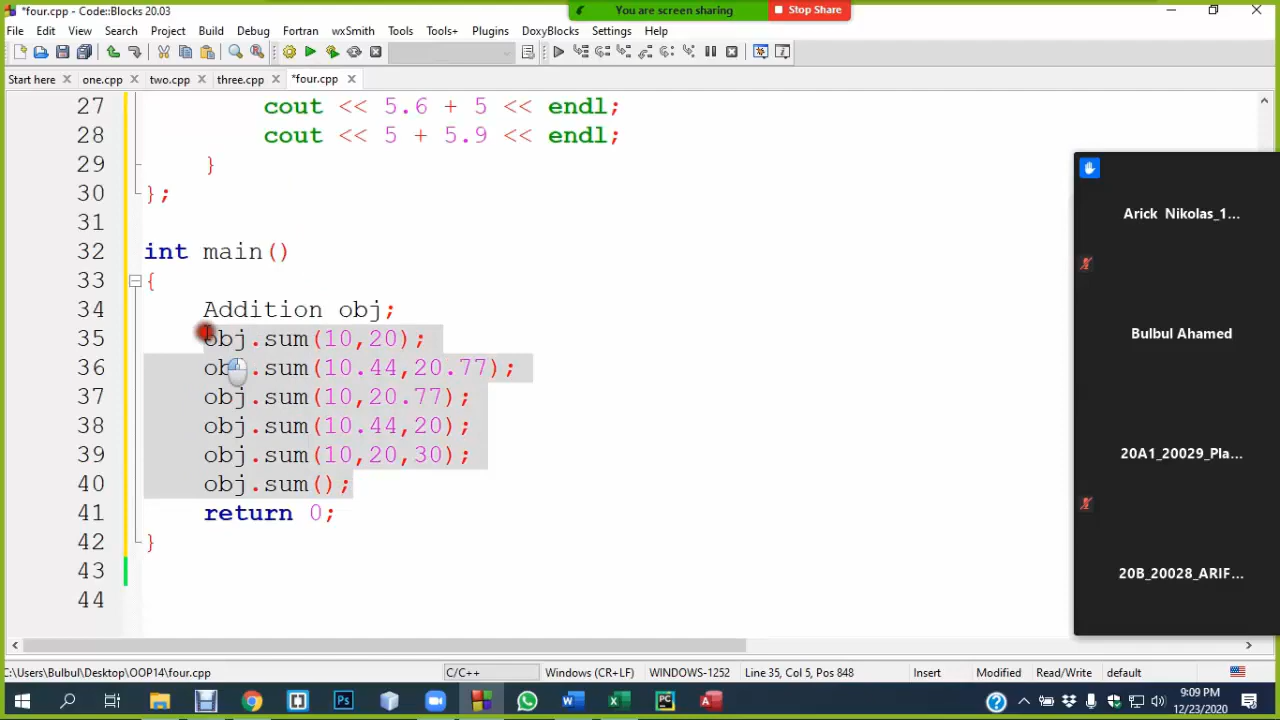 *four.cpp - Code::Blocks 20.03
You are screen sharing
Stop Share
File Edit View Search Project Build Debug Fortran wxSmith Tools Tools+ Plugins DoxyBlocks Settings Help
Start here one.cpp two.cpp three.cpp *four.cpp
27 cout << 5.6 + 5 << endl;
28 cout << 5 + 5.9 << endl;
29 }
30 };
31
32 int main()
33 {
34 Addition obj;
35 obj.sum(10,20);
36 obj.sum(10.44,20.77);
37 obj.sum(10,20.77);
38 obj.sum(10.44,20);
39 obj.sum(10,20,30);
40 obj.sum();
41 return 0;
42 }
43
44
Arick Nikolas_1...
Bulbul Ahamed
20A1_20029_Pla...
20B_20028_ARIF...
C:\Users\Bulbul\Desktop\OOP14\four.cpp C/C++ Windows (CR+LF) WINDOWS-1252 Line 35, Col 5, Pos 848 Insert Modified Read/Write default
9:09 PM
12/23/2020